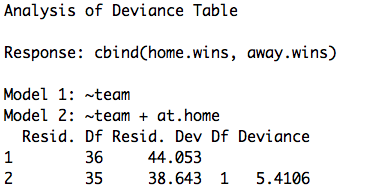 Analysis of Deviance Table
Response: cbind(home.wins, away.wins)
Model 1: ~team
Model 2: ~team + at.home
  Resid. Df Resid. Dev Df Deviance
1        36     44.053
2        35     38.643  1   5.4106